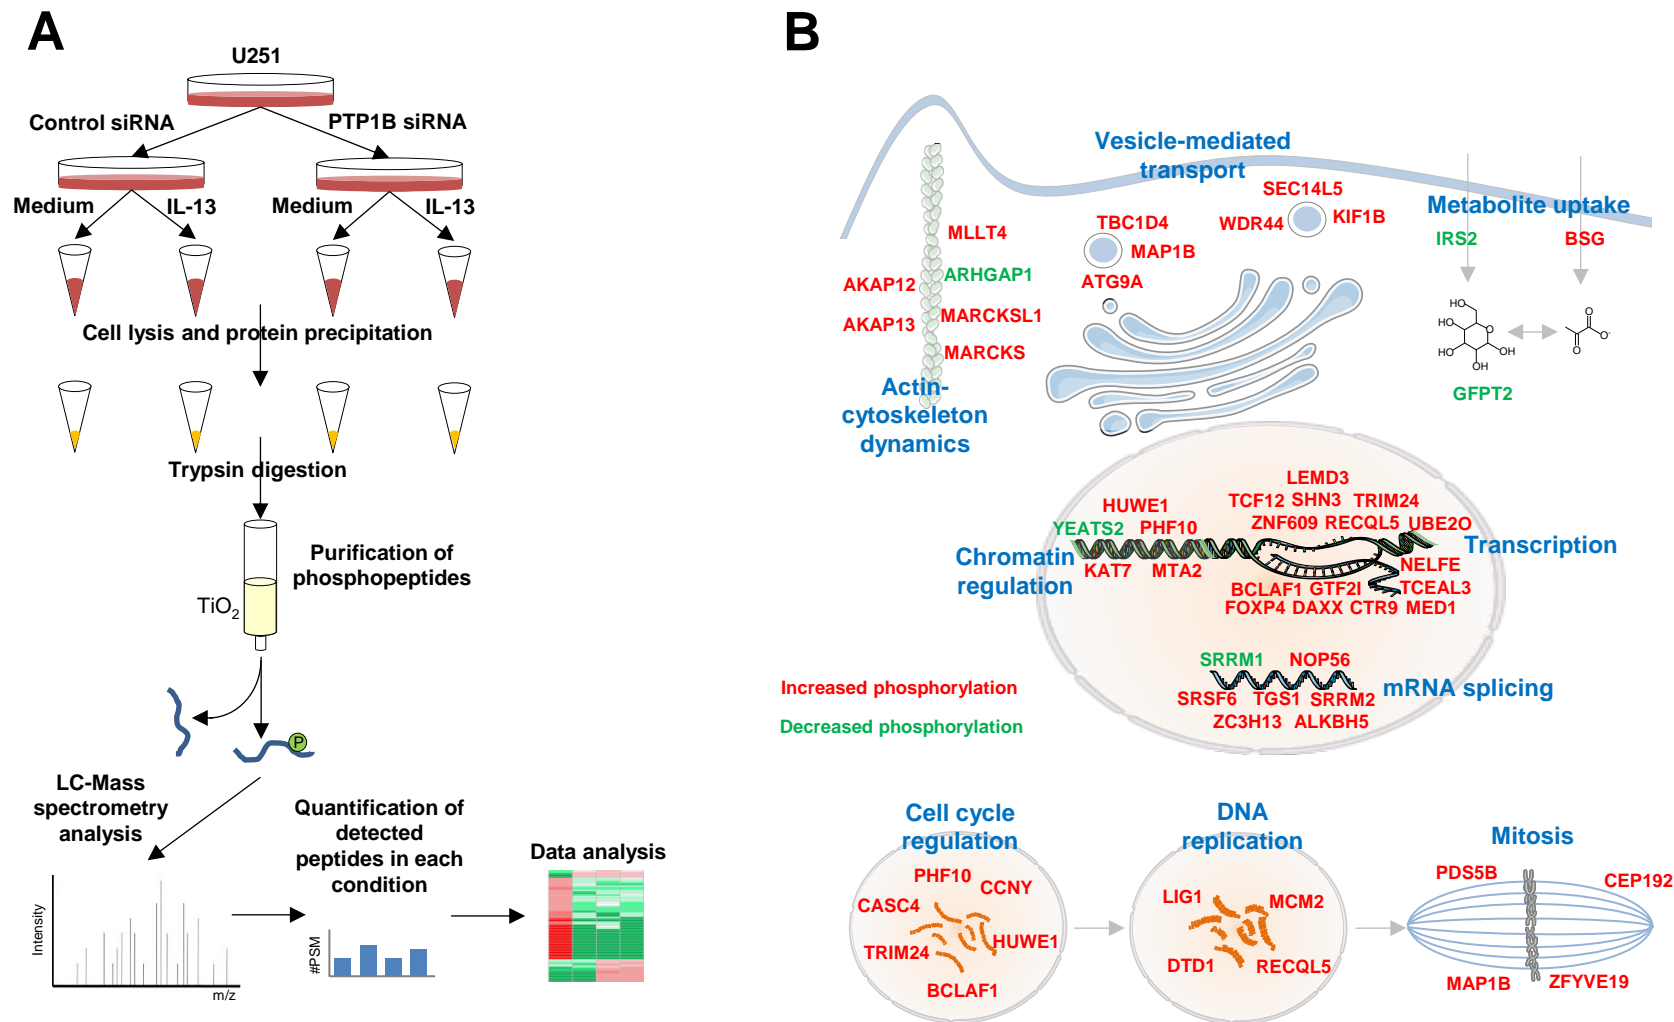 A
U251
Control siRNA
PTP1B siRNA
Medium
IL-13
Medium
IL-13
Cell lysis and protein precipitation
Trypsin digestion
Purification of
phosphopeptides
TiO2
P
LC-Mass
spectrometry
analysis
Intensity
m/z
Quantification of
detected
peptides in each
condition
#PSM
Data analysis
B
Vesicle-mediated
transport
SEC14L5
WDR44
KIF1B
TBC1D4
MAP1B
ATG9A
Metabolite uptake
IRS2
BSG
HO
HO
HO
O
OH
OH
O
O-
O
GFPT2
MLLT4
ARHGAP1
AKAP12
MARCKSL1
AKAP13
MARCKS
Actin-
cytoskeleton
dynamics
LEMD3
TCF12 SHN3 TRIM24
ZNF609 RECQL5 UBE2O
HUWE1
YEATS2 PHF10
KAT7 MTA2
Chromatin
regulation
Transcription
NELFE
BCLAF1 GTF2I TCEAL3
FOXP4 DAXX CTR9 MED1
SRRM1 NOP56
mRNA splicing
SRSF6 TGS1 SRRM2
ZC3H13 ALKBH5
Increased phosphorylation
Decreased phosphorylation
Cell cycle
regulation
PHF10
CCNY
CASC4
TRIM24
HUWE1
BCLAF1
DNA
replication
LIG1
MCM2
DTD1
RECQL5
Mitosis
PDS5B
CEP192
MAP1B
ZFYVE19